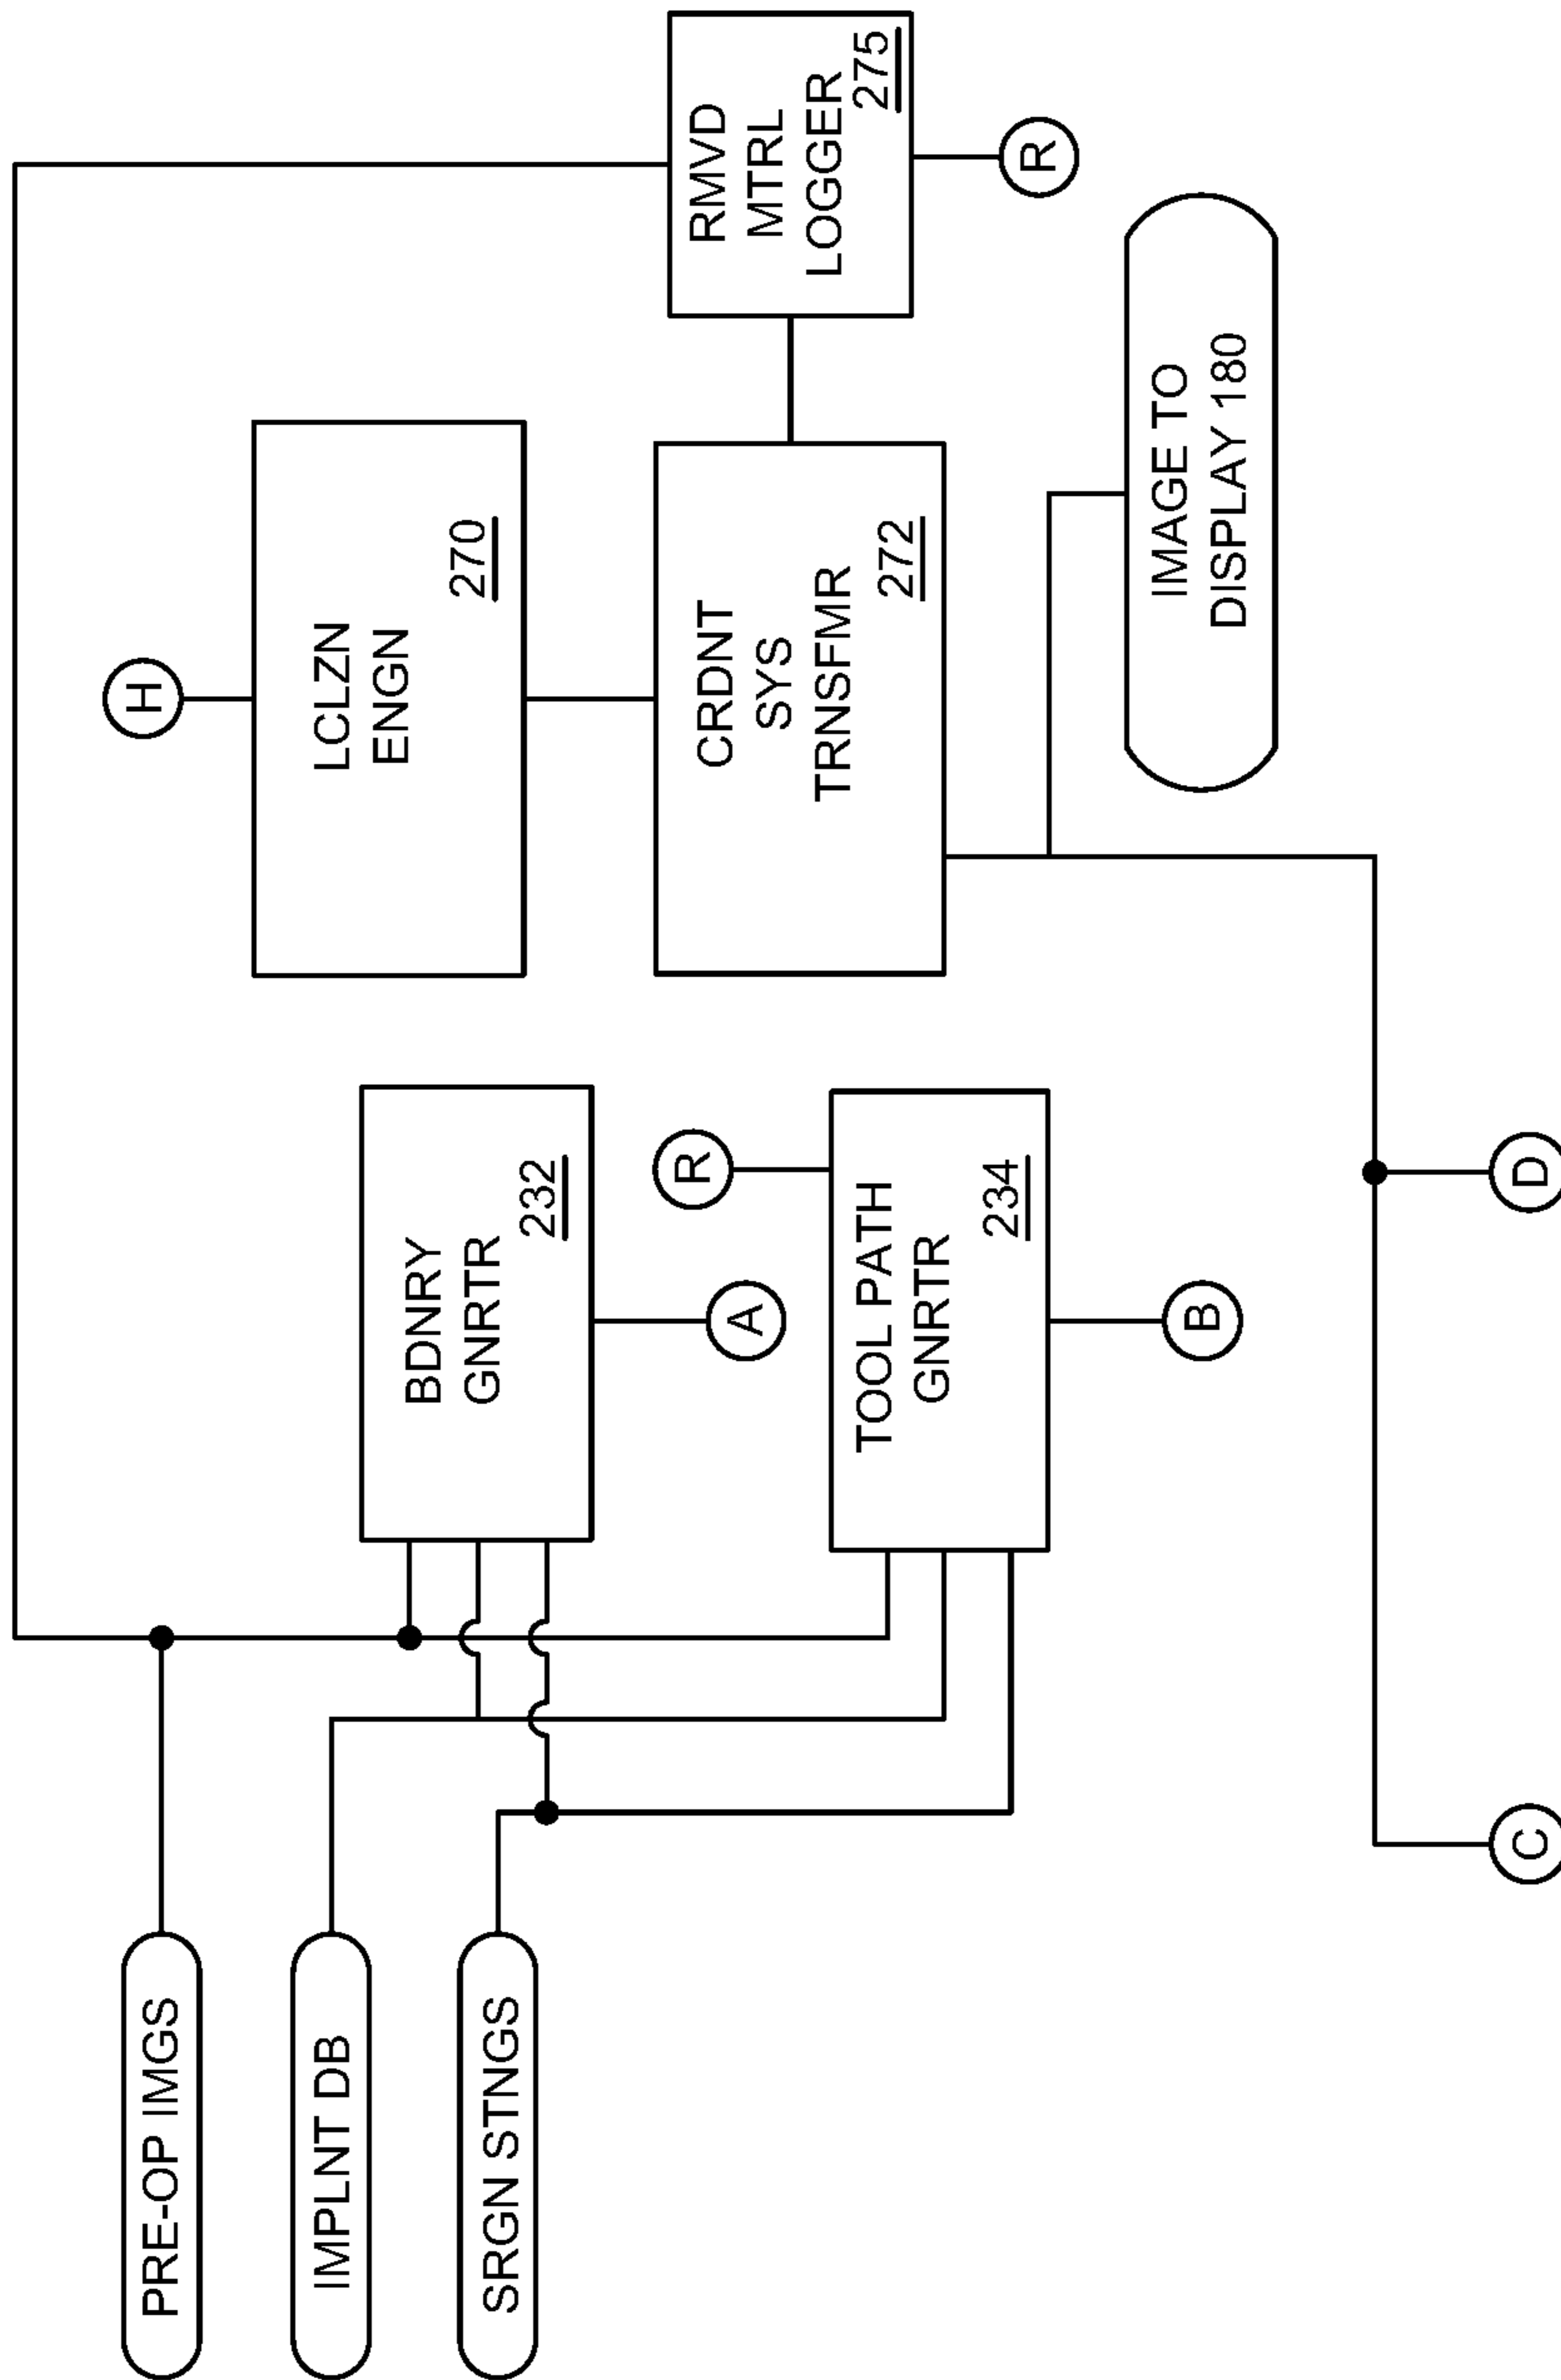 PRE-OP IMGS
IMPLNT DB
SRGN STNGS
BDNRY
GNRTR
232
A
R
TOOL PATH
GNRTR
234
B
H
LCLZN
ENGN
270
CRDNT
SYS
TRNSFMR
272
RMVD
MTRL
LOGGER
275
R
IMAGE TO
DISPLAY 180
C
D